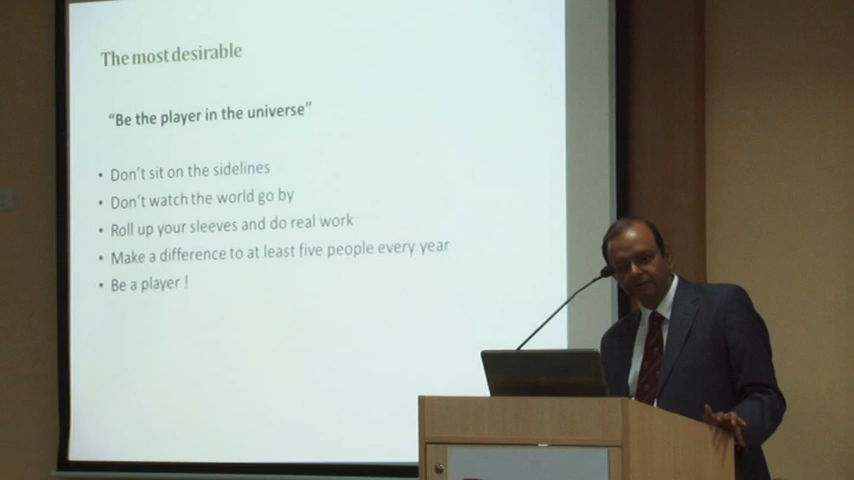 The most desirable
“Be the player in the universe”
• Don’t sit on the sidelines
• Don’t watch the world go by
• Roll up your sleeves and do real work
• Make a difference to at least five people every year
• Be a player !